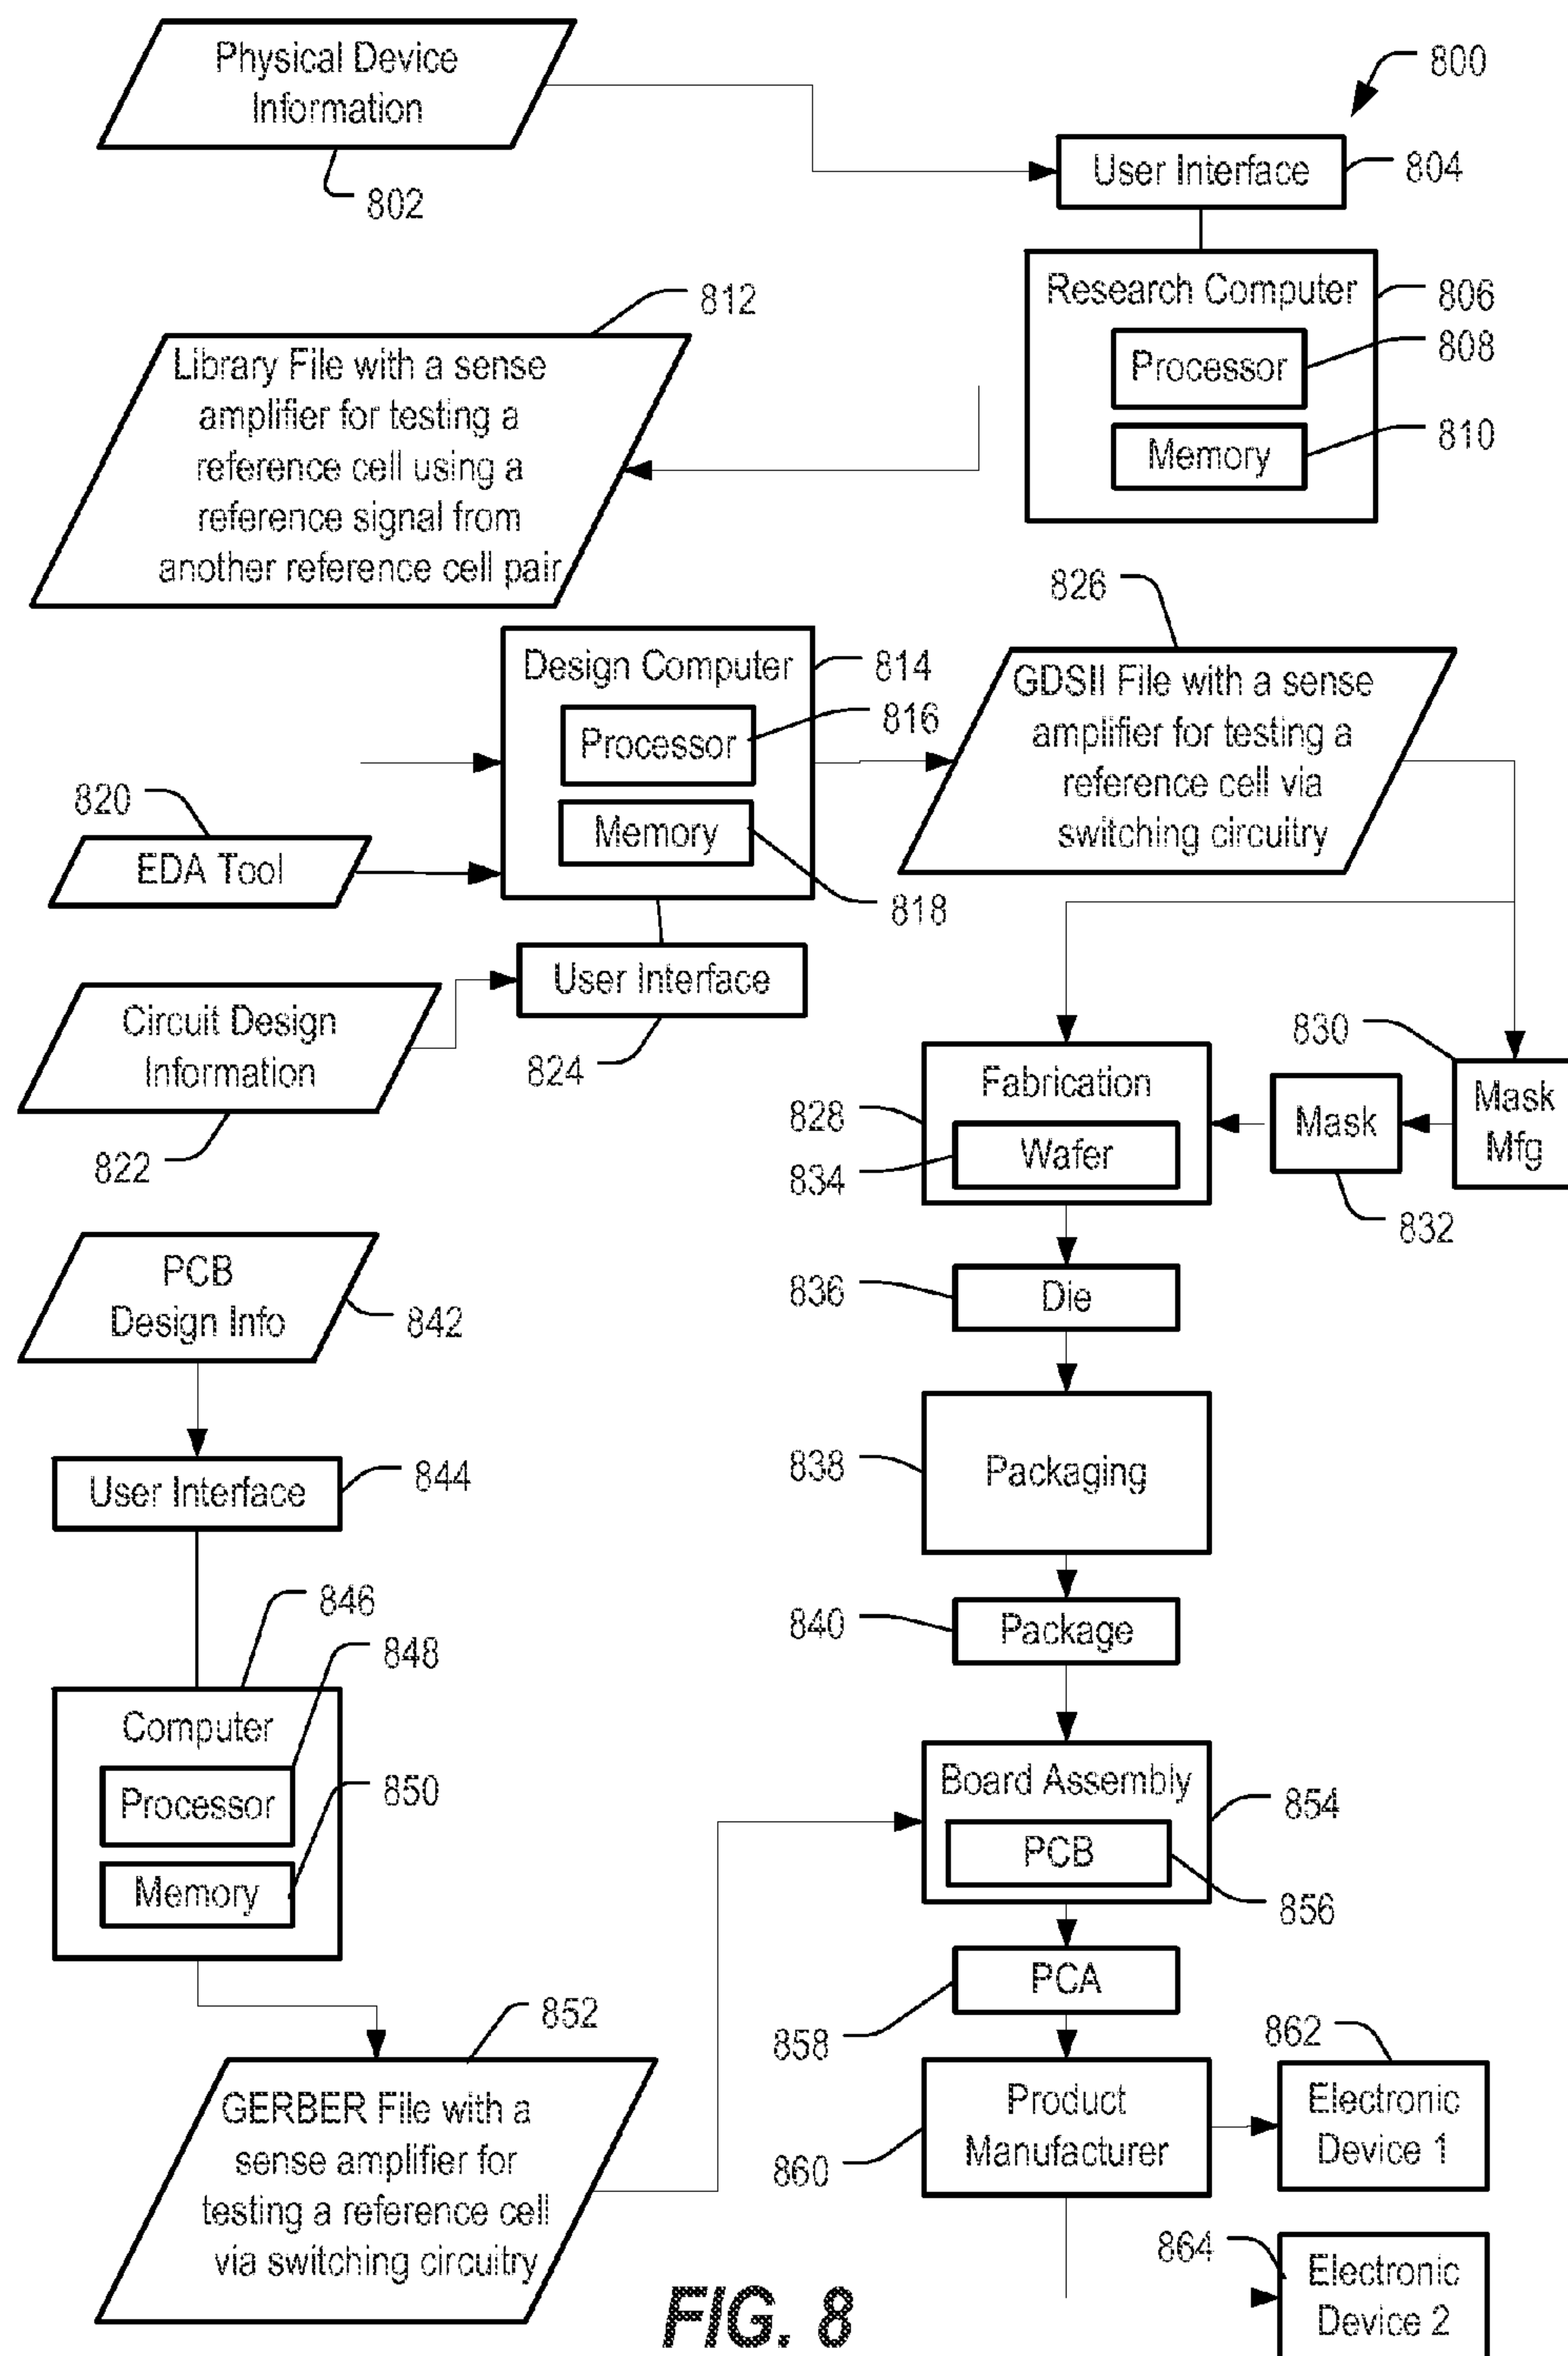 Physical Device
Information
802
800
User Interface
804
Research Computer
806
Processor
808
Memory
810
812
Library File with a sense
amplifier for testing a
reference cell using a
reference signal from
another reference cell pair
826
Design Computer
814
Processor
816
Memory
818
GDSII File with a sense
amplifier for testing a
reference cell via
switching circuitry
820
EDA Tool
User Interface
824
Circuit Design
Information
822
828
Fabrication
Wafer
834
830
Mask
Mfg
Mask
832
PCB
Design Info
842
836
Die
User Interface
844
838
Packaging
846
848
Computer
Processor
850
Memory
840
Package
Board Assembly
854
PCB
856
852
GERBER File with a
sense amplifier for
testing a reference cell
via switching circuitry
PCA
858
Product
Manufacturer
860
862
Electronic
Device 1
864
Electronic
Device 2
FIG. 8